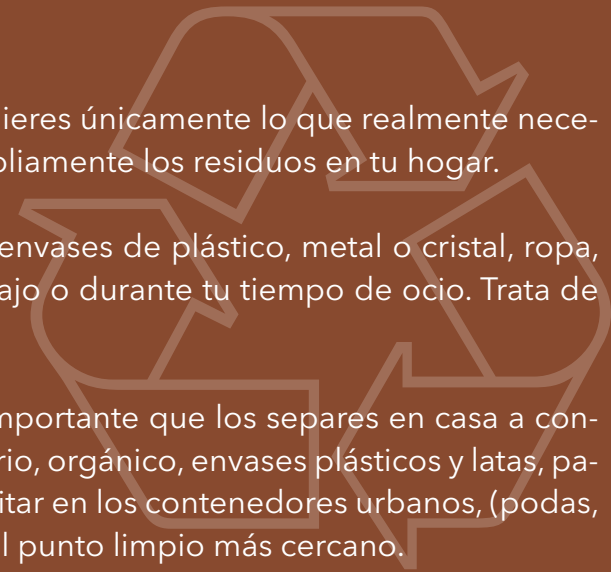 ieres únicamente lo que realmente nece-
pliamente los residuos en tu hogar.
envases de plástico, metal o cristal, ropa,
ajo o durante tu tiempo de ocio. Trata de
mportante que los separes en casa a con-
rio, orgánico, envases plásticos y latas, pa-
itar en los contenedores urbanos, (podas,
l punto limpio más cercano.